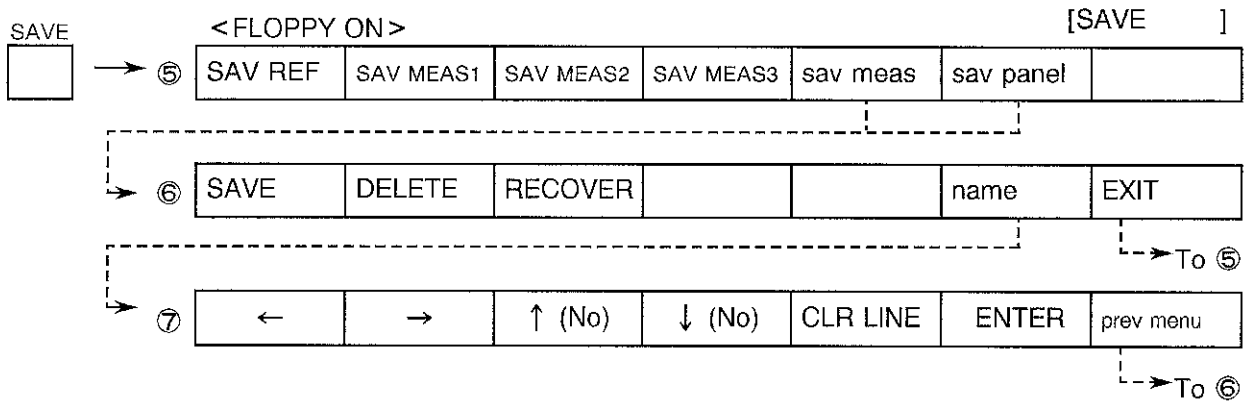 SAVE
<FLOPPY ON> [SAVE ]
→ ⑤ SAV REF SAV MEAS1 SAV MEAS2 SAV MEAS3 sav meas sav panel
⑥ SAVE DELETE RECOVER name EXIT
To ⑤
⑦ ← → ↑ (No) ↓ (No) CLR LINE ENTER prev menu
To ⑥